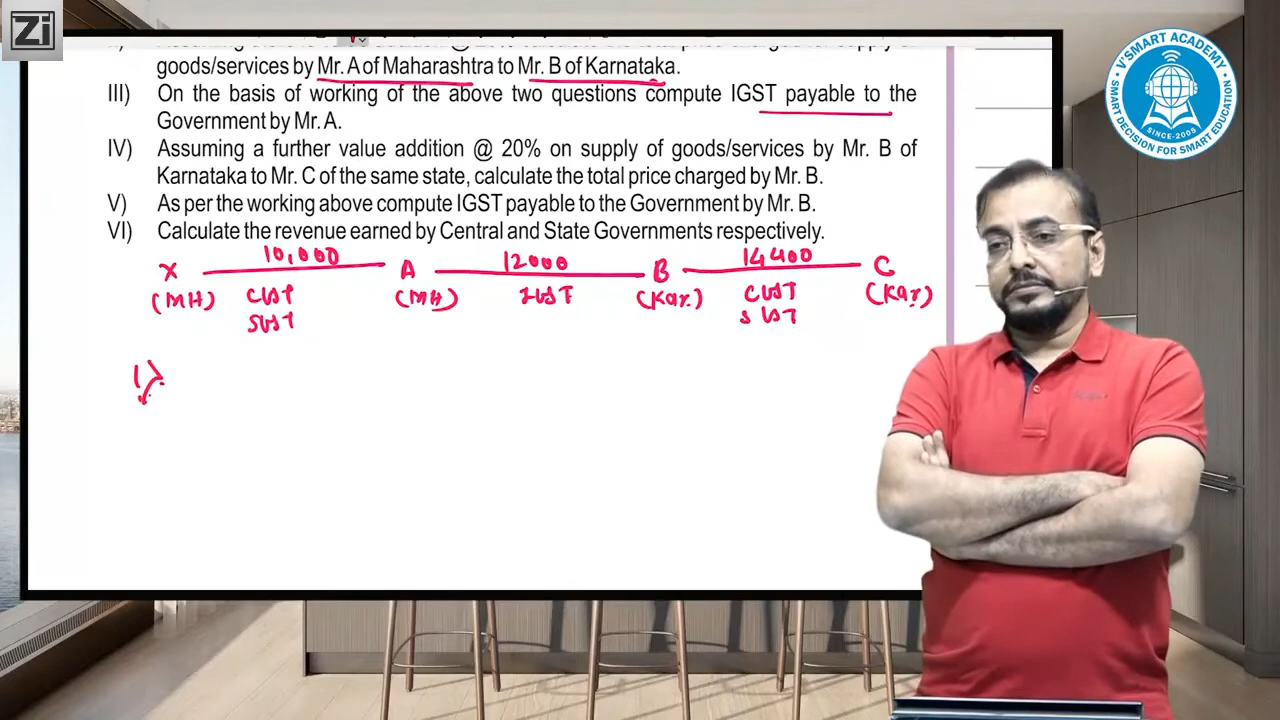 Zi
goods/services by Mr. A of Maharashtra to Mr. B of Karnataka.
III) On the basis of working of the above two questions compute IGST payable to the
Government by Mr. A.
IV) Assuming a further value addition @ 20% on supply of goods/services by Mr. B of
Karnataka to Mr. C of the same state, calculate the total price charged by Mr. B.
V) As per the working above compute IGST payable to the Government by Mr. B.
VI) Calculate the revenue earned by Central and State Governments respectively.
X 10,000 A 12000 B 14400 C
(MH) CGST (MH) IGST (Kar.) CGST (Kar.)
SGST SGST
1)
V'SMART ACADEMY
SMART DECISION FOR SMART EDUCATION
SINCE-2009